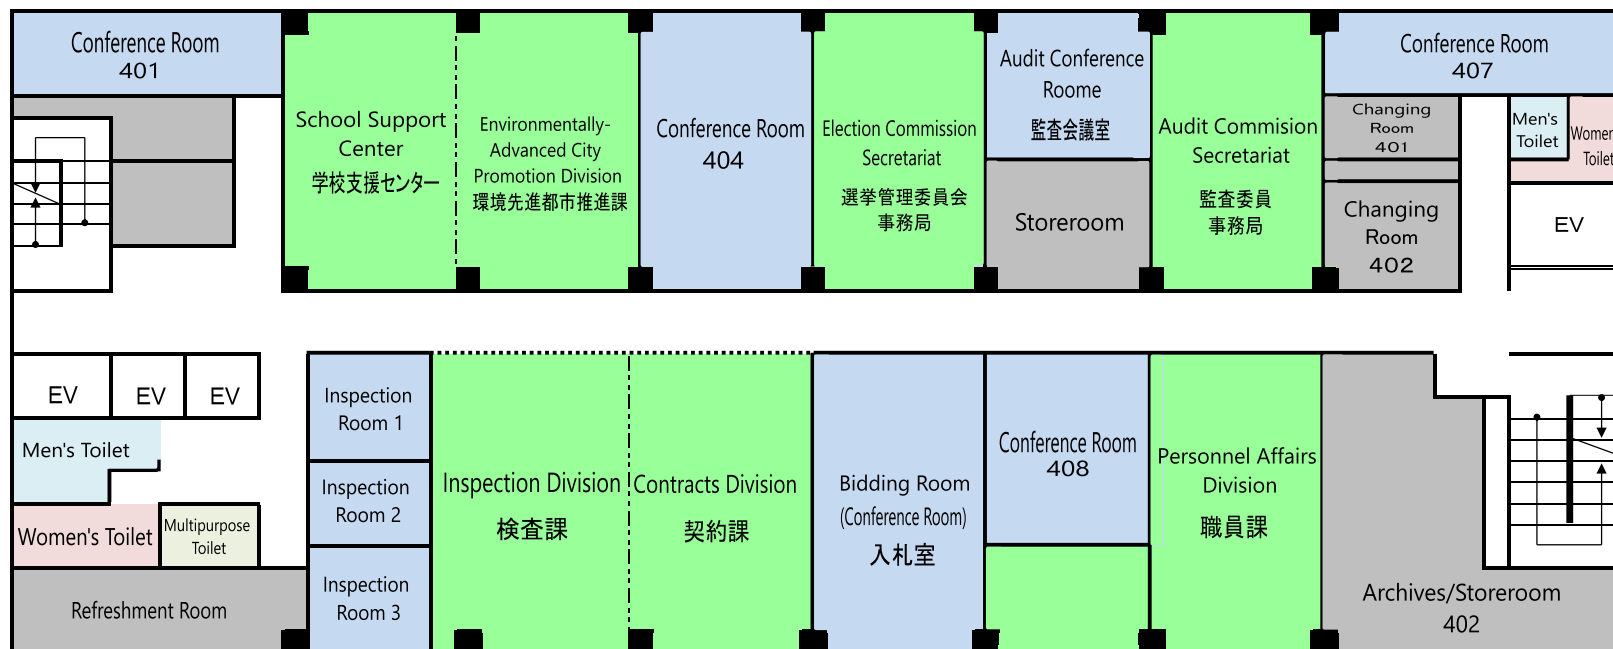 Conference Room
401
School Support
Center
学校支援センター
Environmentally-
Advanced City
Promotion Division
環境先進都市推進課
Conference Room
404
Election Commission
Secretariat
選挙管理委員会
事務局
Audit Conference
Roome
監査会議室
Storeroom
Audit Commision
Secretariat
監査委員
事務局
Conference Room
407
Changing
Room
401
Changing
Room
402
Men's
Toilet
Women
Toilet
EV
EV
EV
EV
Men's Toilet
Women's Toilet
Multipurpose
Toilet
Refreshment Room
Inspection
Room 1
Inspection
Room 2
Inspection
Room 3
Inspection Division
検査課
Contracts Division
契約課
Bidding Room
(Conference Room)
入札室
Conference Room
408
Personnel Affairs
Division
職員課
Archives/Storeroom
402